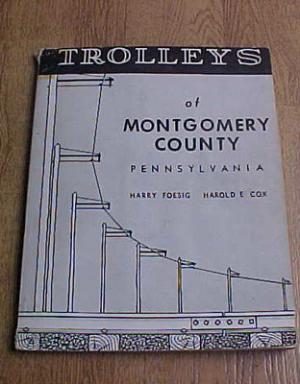 TROLLEYS
of
MONTGOMERY
COUNTY
PENNSYLVANIA
HARRY FOESIG HAROLD E COX